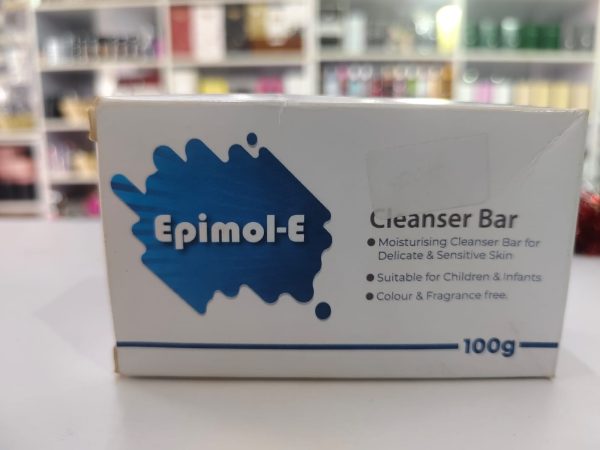 Epimol-E
Cleanser Bar
Moisturising Cleanser Bar for
Delicate & Sensitive Skin
Suitable for Children & Infants
Colour & Fragrance free.
100g